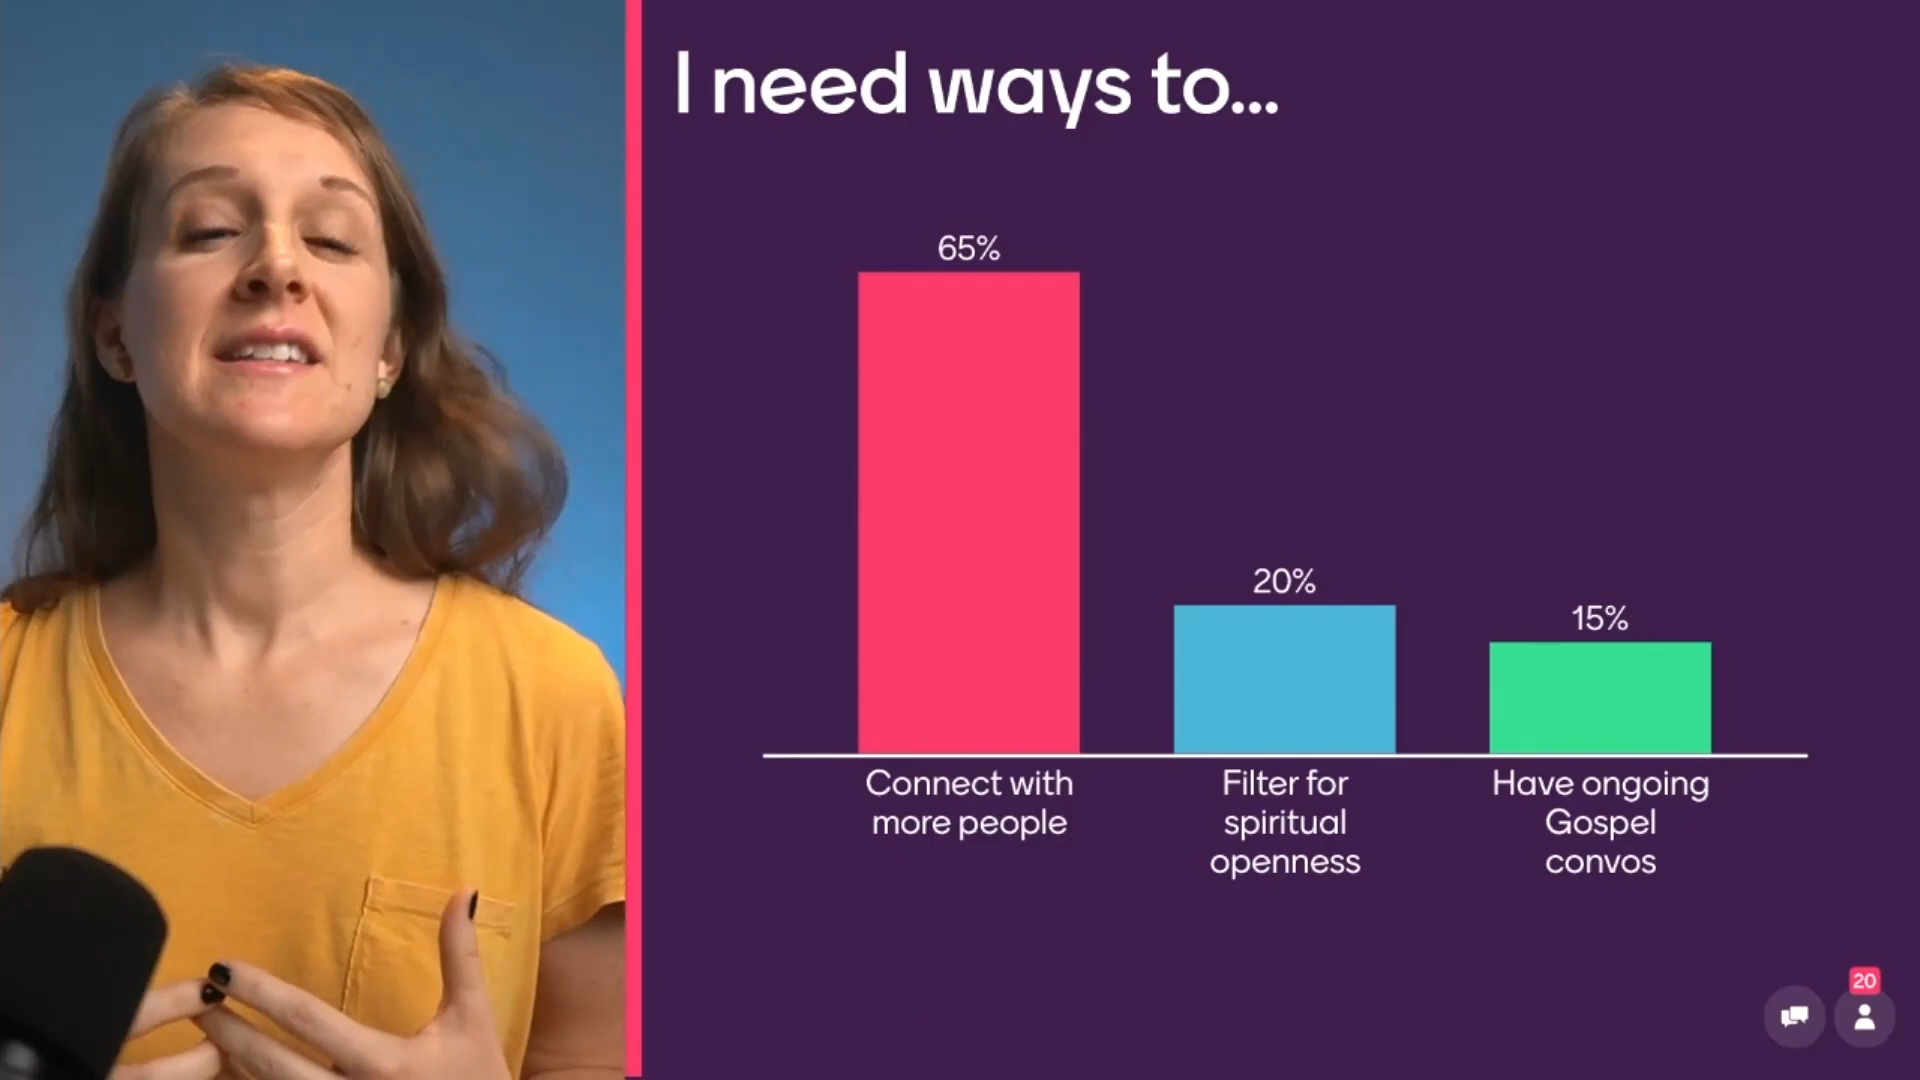 I need ways to...
65%
20%
15%
Connect with
more people
Filter for
spiritual
openness
Have ongoing
Gospel
convos
20